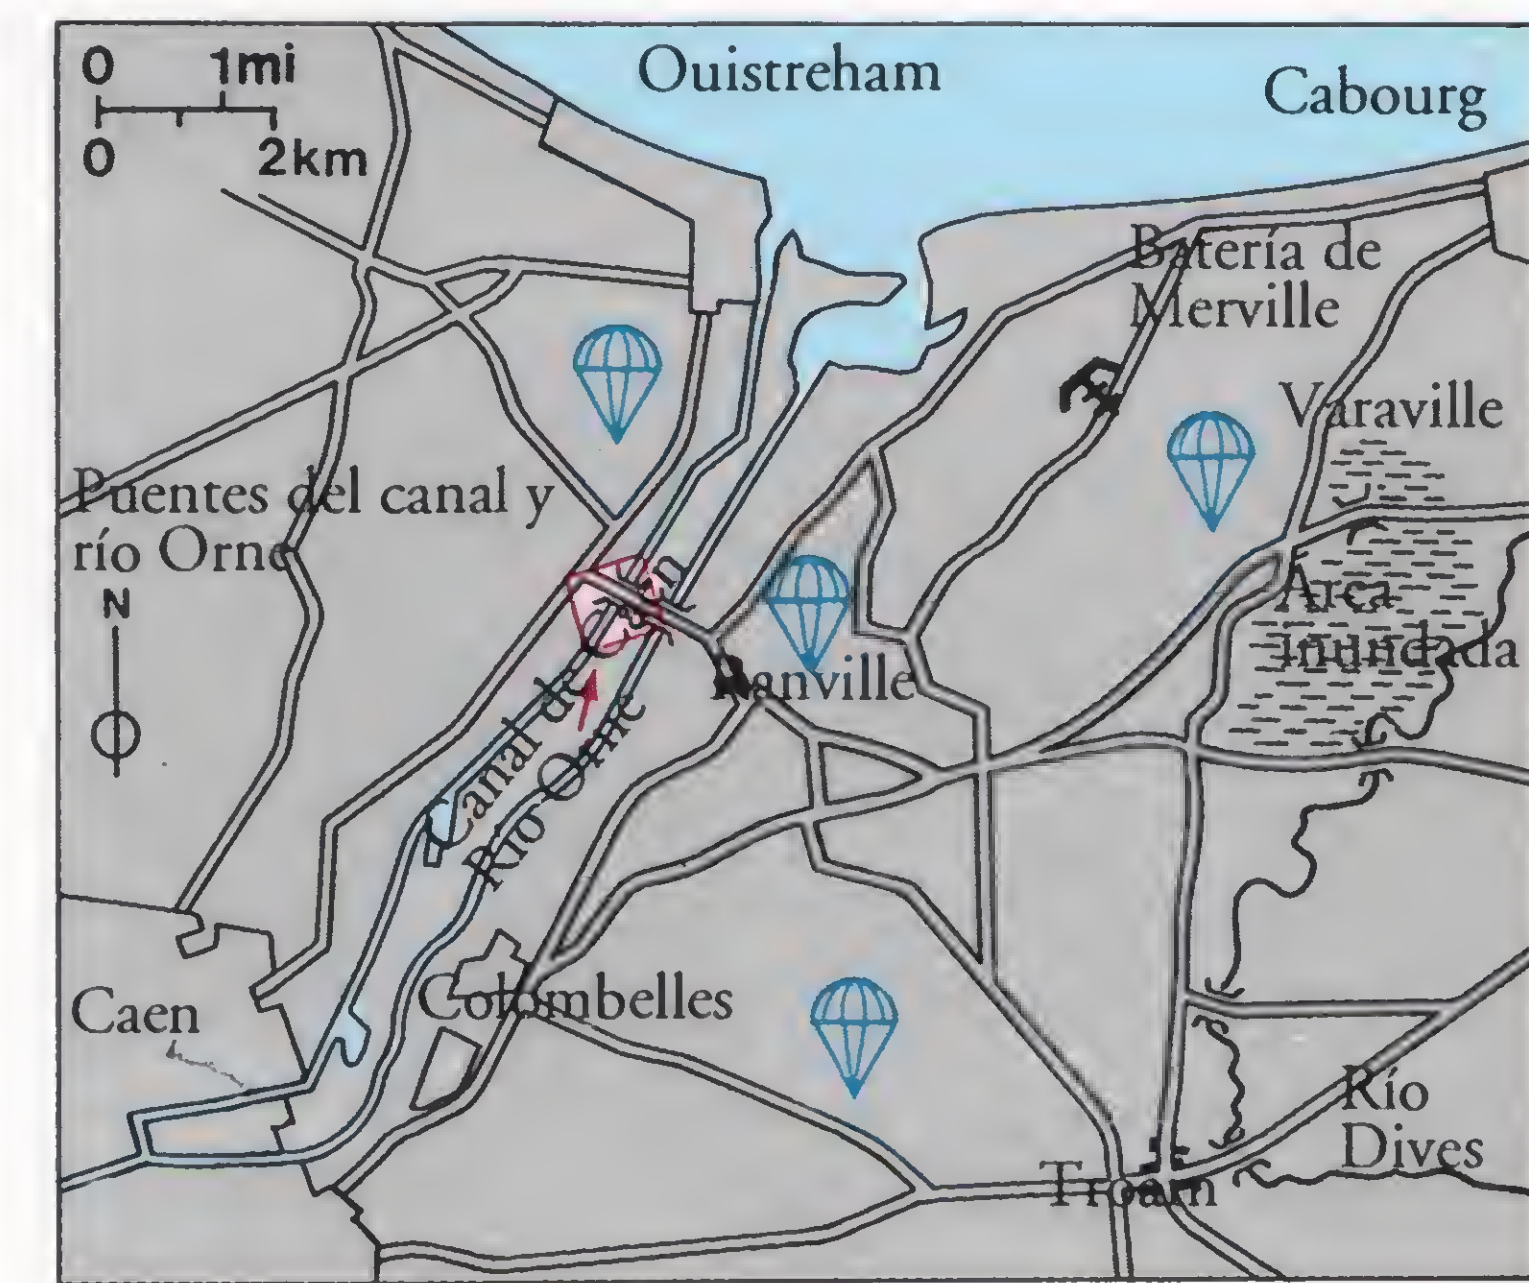 0 1mi
0 2km
Ouistreham
Cabourg
Batería de
Merville
Varaville
Puentes del canal y
río Orne
N
Area
inundada
Ranville
Canal de Caen
Río Orne
Colombelles
Caen
Río
Dives
Troarn